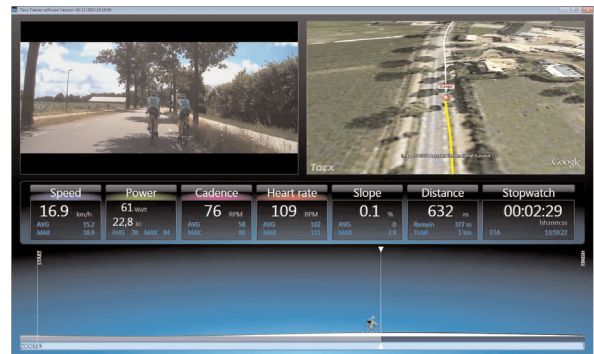 Tacx Trainer software
Tacx
Google
Speed
16.9 km/h
AVG 15.2
MAX 18.9
Power
61 Watt
22,8 kJ
AVG 38 MAX 84
Cadence
76 RPM
AVG 58
MAX 86
Heart rate
109 RPM
AVG 102
MAX 113
Slope
0.1 %
AVG 0
MAX 2.9
Distance
632 m
Remain 377 m
Total 1 km
Stopwatch
00:02:29
hh:mm:ss
ETA 13:59:22
START
FINISH
ZOOM